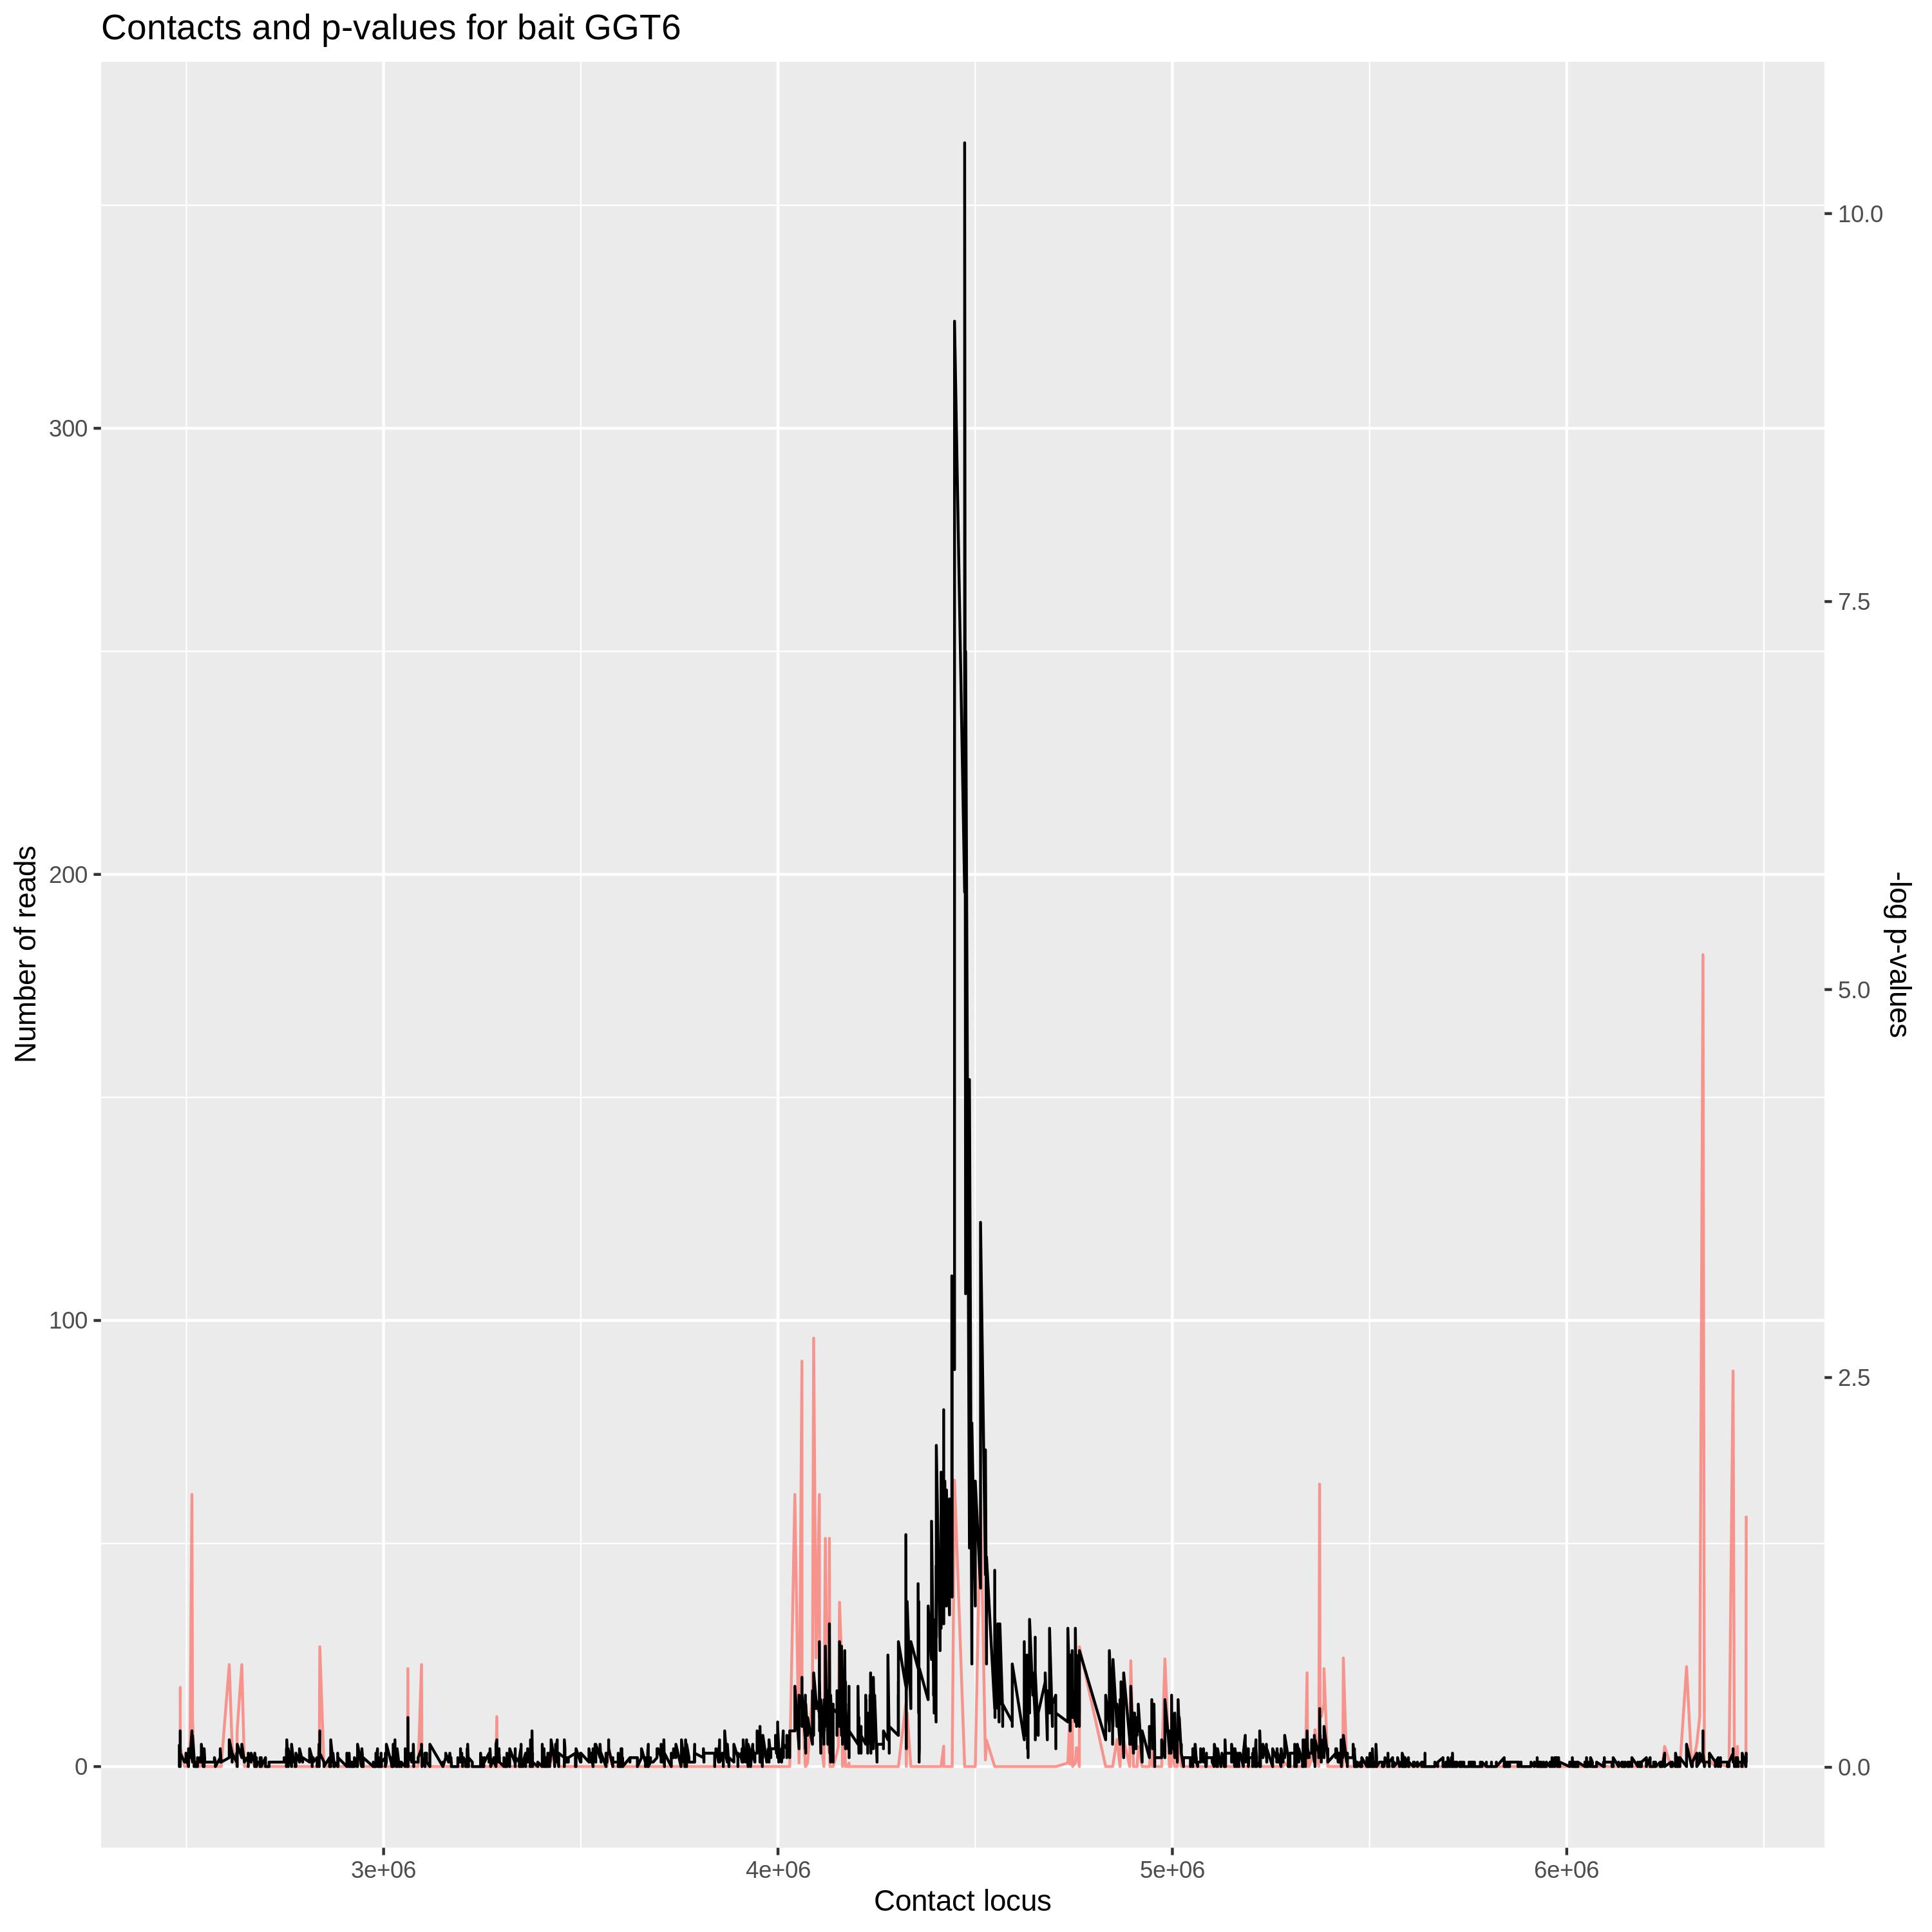 Contacts and p-values for bait GGT6
300
200
100
0
Number of reads
10.0
7.5
5.0
2.5
0.0
-log p-values
3e+06
4e+06
5e+06
6e+06
Contact locus